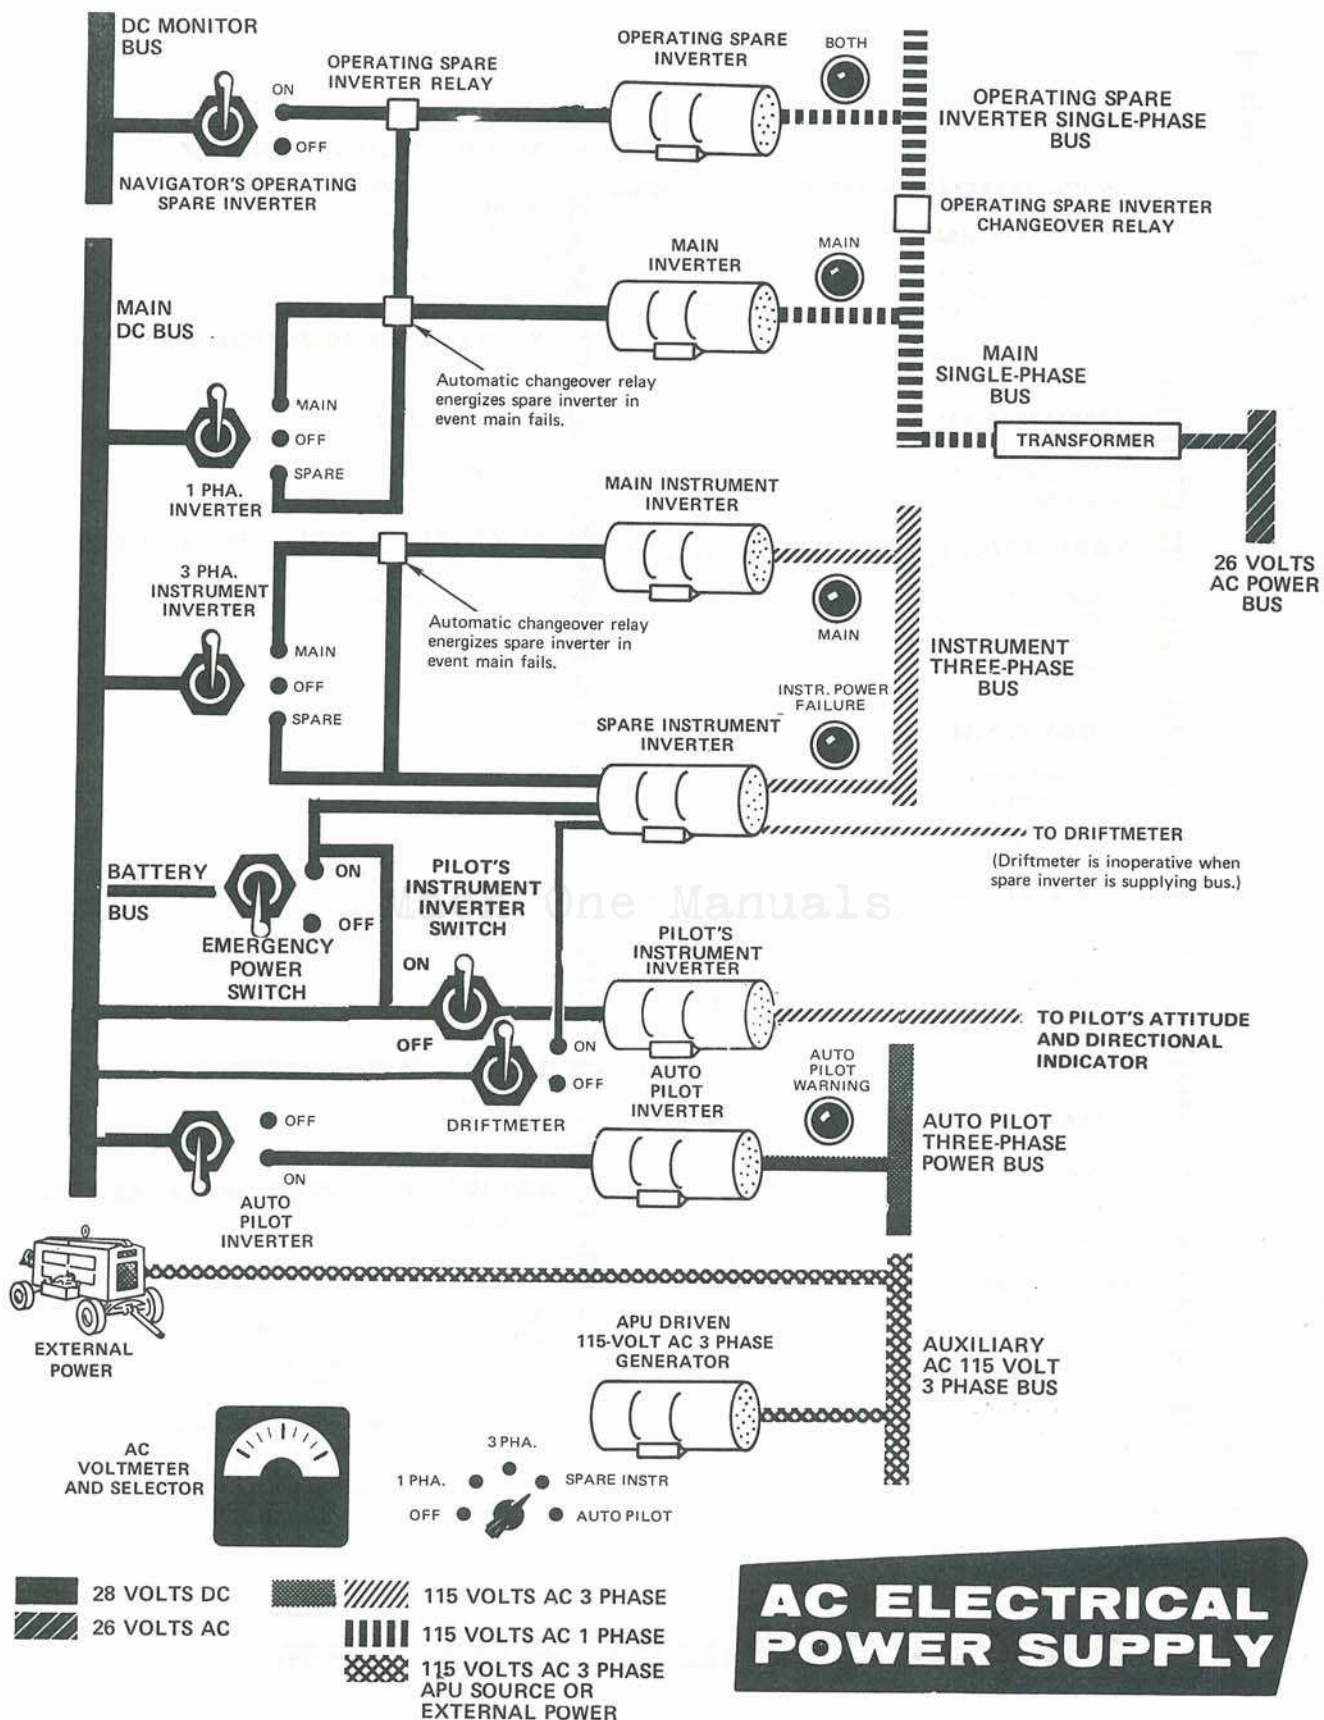 DC MONITOR
BUS
ON
OFF
NAVIGATOR'S OPERATING
SPARE INVERTER
OPERATING SPARE
INVERTER RELAY
OPERATING SPARE
INVERTER
BOTH
OPERATING SPARE
INVERTER SINGLE-PHASE
BUS
OPERATING SPARE INVERTER
CHANGEOVER RELAY
MAIN
DC BUS
MAIN
INVERTER
MAIN
Automatic changeover relay
energizes spare inverter in
event main fails.
MAIN
OFF
SPARE
1 PHA.
INVERTER
MAIN
SINGLE-PHASE
BUS
TRANSFORMER
26 VOLTS
AC POWER
BUS
MAIN INSTRUMENT
INVERTER
3 PHA.
INSTRUMENT
INVERTER
MAIN
OFF
SPARE
Automatic changeover relay
energizes spare inverter in
event main fails.
MAIN
INSTRUMENT
THREE-PHASE
BUS
INSTR. POWER
FAILURE
SPARE INSTRUMENT
INVERTER
TO DRIFTMETER
(Driftmeter is inoperative when
spare inverter is supplying bus.)
BATTERY
BUS
ON
OFF
EMERGENCY
POWER
SWITCH
PILOT'S
INSTRUMENT
INVERTER
SWITCH
ON
OFF
One Manuals
PILOT'S
INSTRUMENT
INVERTER
TO PILOT'S ATTITUDE
AND DIRECTIONAL
INDICATOR
ON
OFF
DRIFTMETER
AUTO
PILOT
INVERTER
AUTO
PILOT
WARNING
AUTO PILOT
THREE-PHASE
POWER BUS
OFF
ON
AUTO
PILOT
INVERTER
EXTERNAL
POWER
APU DRIVEN
115-VOLT AC 3 PHASE
GENERATOR
AUXILIARY
AC 115 VOLT
3 PHASE BUS
AC
VOLTMETER
AND SELECTOR
3 PHA.
1 PHA.
SPARE INSTR
OFF
AUTO PILOT
28 VOLTS DC
26 VOLTS AC
115 VOLTS AC 3 PHASE
115 VOLTS AC 1 PHASE
115 VOLTS AC 3 PHASE
APU SOURCE OR
EXTERNAL POWER
AC ELECTRICAL
POWER SUPPLY